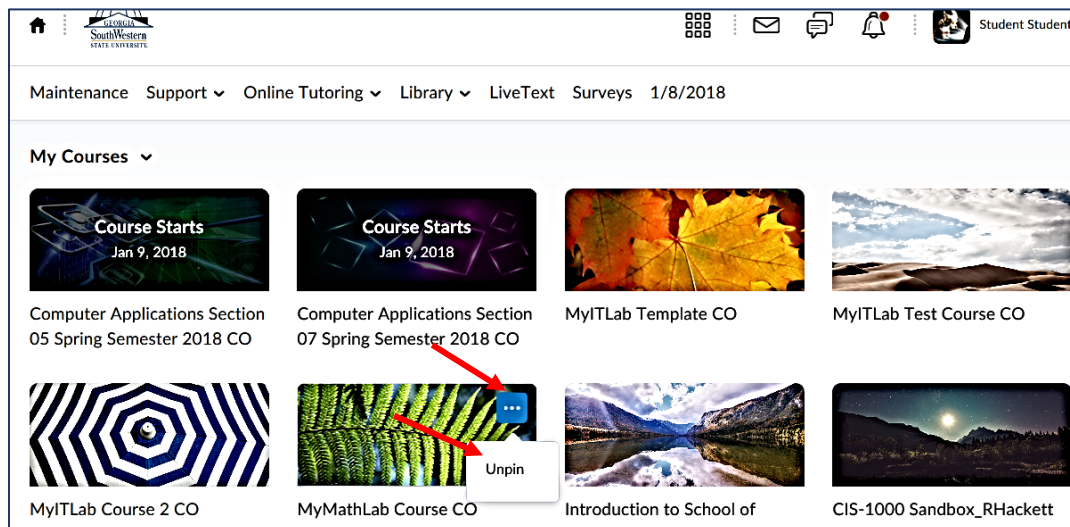 GEORGIA
SouthWestern
STATE UNIVERSITY
Student Student
Maintenance Support Online Tutoring Library LiveText Surveys 1/8/2018
My Courses
Course Starts
Jan 9, 2018
Course Starts
Jan 9, 2018
Computer Applications Section
05 Spring Semester 2018 CO
Computer Applications Section
07 Spring Semester 2018 CO
MyITLab Template CO
MyITLab Test Course CO
Unpin
MyITLab Course 2 CO
MyMathLab Course CO
Introduction to School of
CIS-1000 Sandbox_RHackett